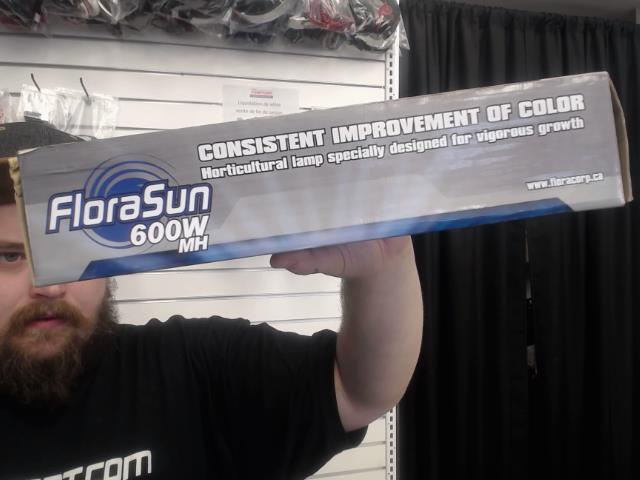 CONSISTENT IMPROVEMENT OF COLOR
Horticultural lamp specially designed for vigorous growth
FloraSun
600W
MH
www.floracorp.ca